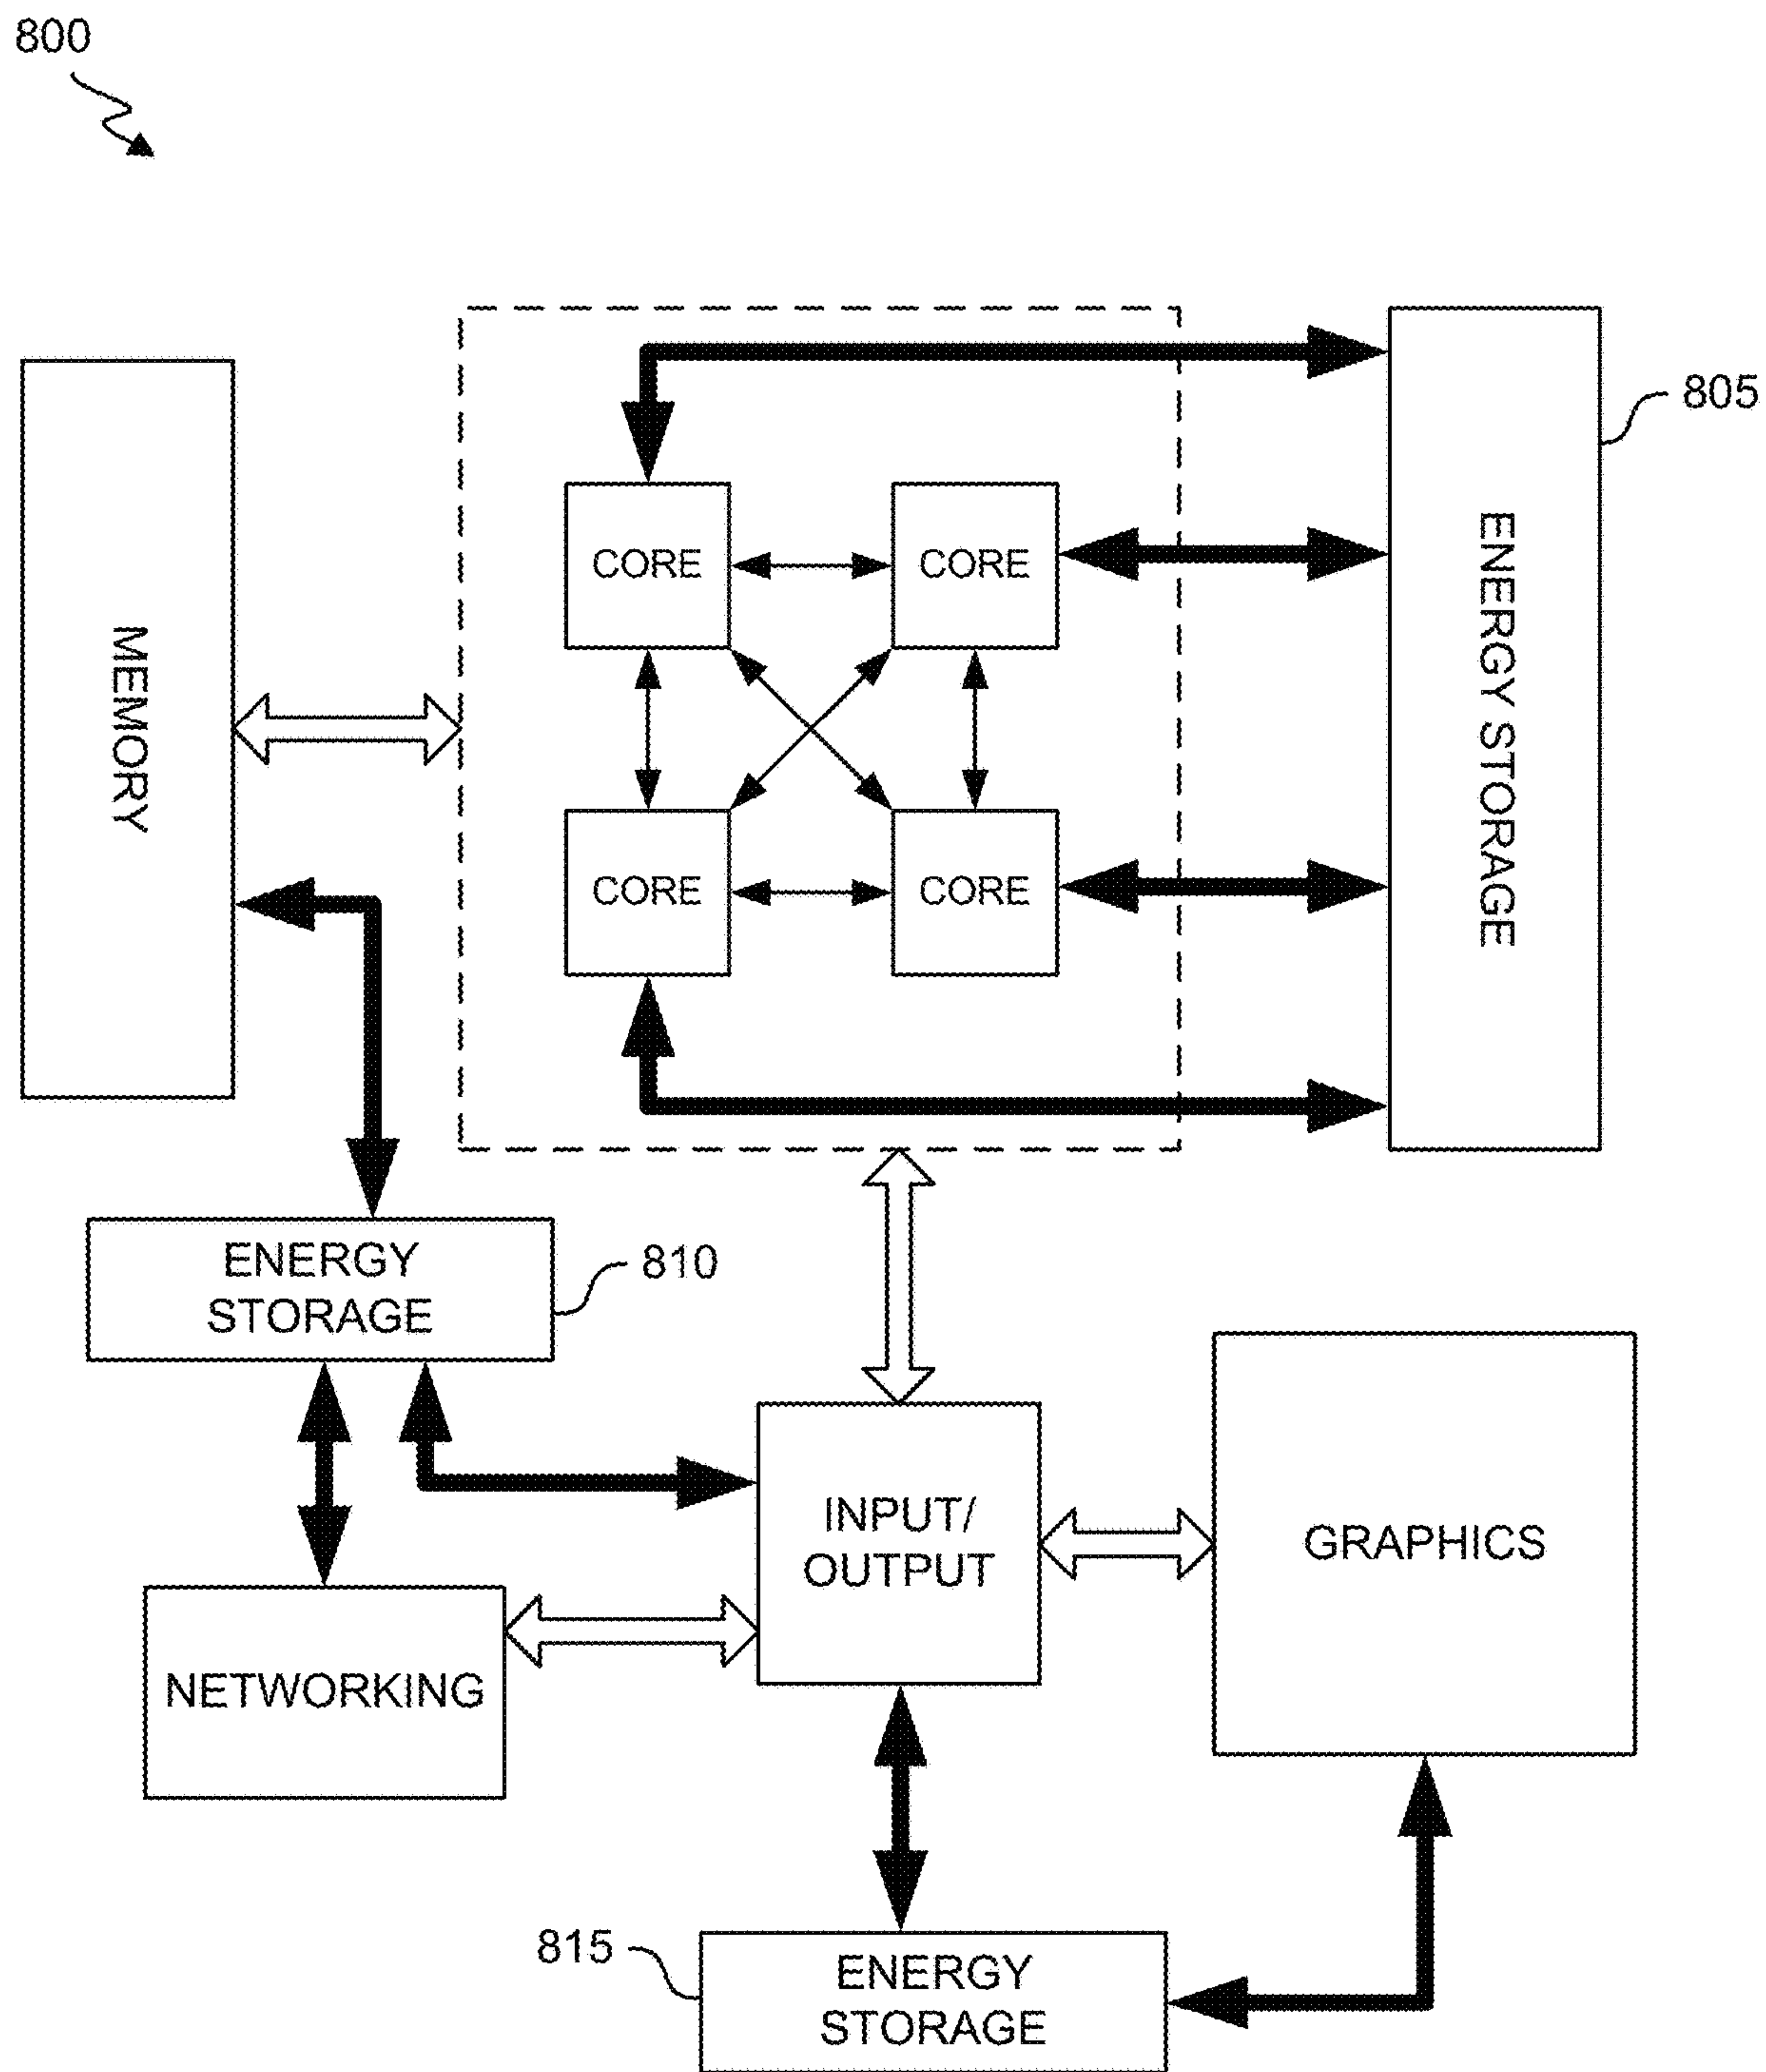 800
805
MEMORY
CORE
CORE
CORE
CORE
ENERGY STORAGE
ENERGY
STORAGE
810
INPUT/
OUTPUT
GRAPHICS
NETWORKING
815
ENERGY
STORAGE